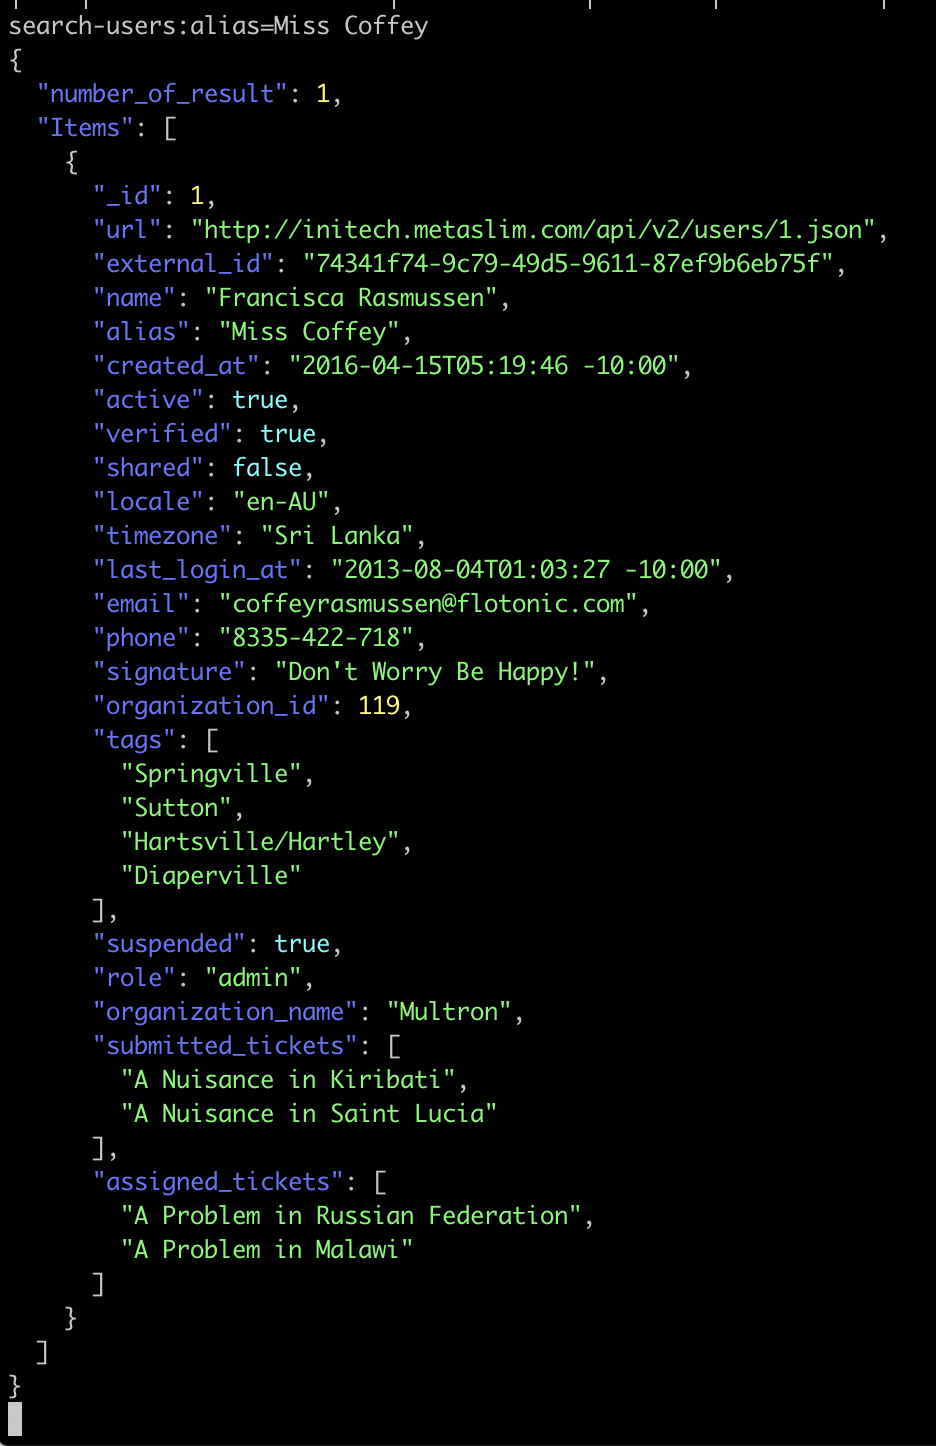 search-users:alias=Miss Coffey
{
  "number_of_result": 1,
  "Items": [
    {
      "_id": 1,
      "url": "http://initech.metaslim.com/api/v2/users/1.json",
      "external_id": "74341f74-9c79-49d5-9611-87ef9b6eb75f",
      "name": "Francisca Rasmussen",
      "alias": "Miss Coffey",
      "created_at": "2016-04-15T05:19:46 -10:00",
      "active": true,
      "verified": true,
      "shared": false,
      "locale": "en-AU",
      "timezone": "Sri Lanka",
      "last_login_at": "2013-08-04T01:03:27 -10:00",
      "email": "coffeyrasmussen@flotonic.com",
      "phone": "8335-422-718",
      "signature": "Don't Worry Be Happy!",
      "organization_id": 119,
      "tags": [
        "Springville",
        "Sutton",
        "Hartsville/Hartley",
        "Diaperville"
      ],
      "suspended": true,
      "role": "admin",
      "organization_name": "Multron",
      "submitted_tickets": [
        "A Nuisance in Kiribati",
        "A Nuisance in Saint Lucia"
      ],
      "assigned_tickets": [
        "A Problem in Russian Federation",
        "A Problem in Malawi"
      ]
    }
  ]
}